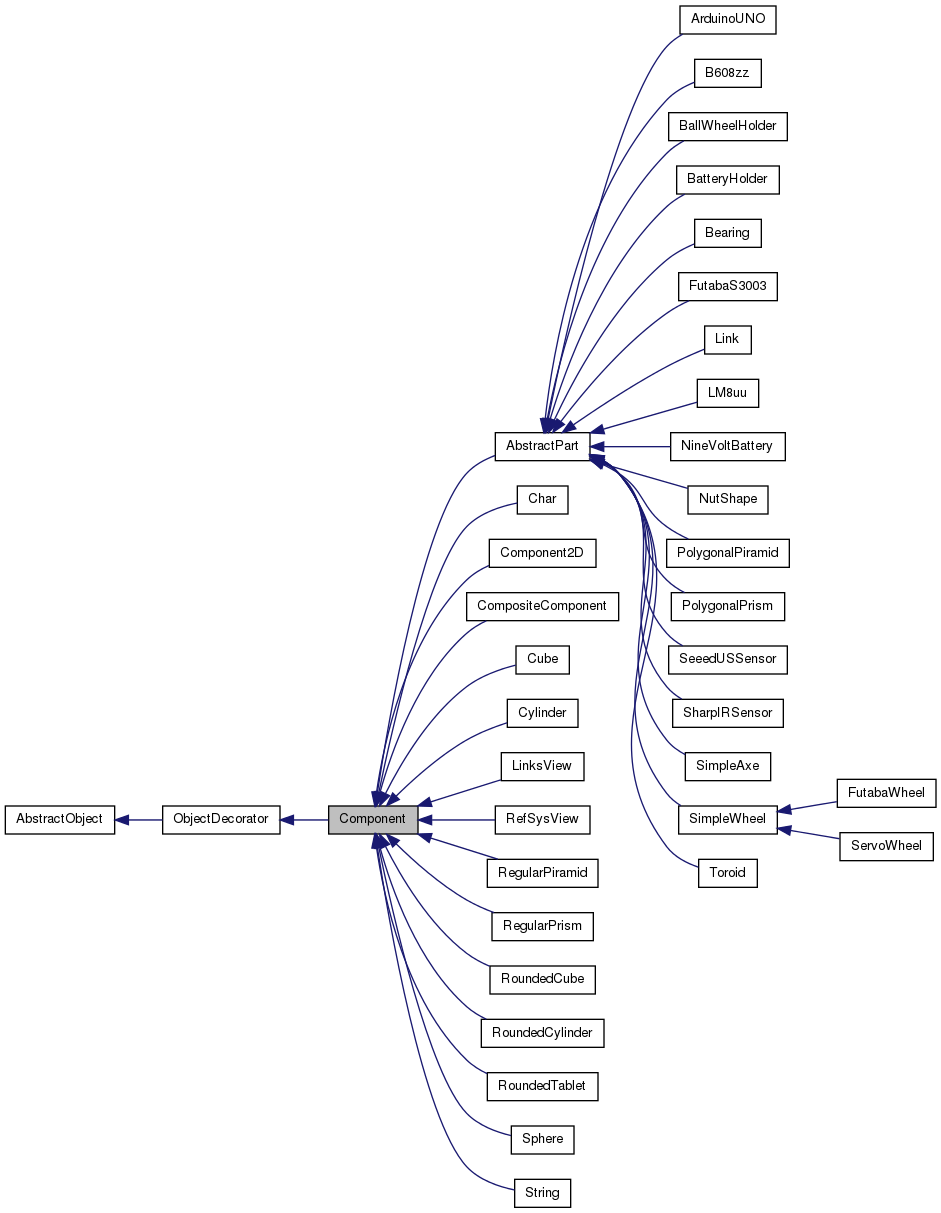 ArduinoUNO
B608zz
BallWheelHolder
BatteryHolder
Bearing
FutabaS3003
Link
LM8uu
AbstractPart
NineVoltBattery
Char
NutShape
Component2D
PolygonalPiramid
CompositeComponent
PolygonalPrism
Cube
SeeedUSSensor
Cylinder
SharpIRSensor
LinksView
SimpleAxe
FutabaWheel
AbstractObject
ObjectDecorator
Component
RefSysView
SimpleWheel
ServoWheel
RegularPiramid
Toroid
RegularPrism
RoundedCube
RoundedCylinder
RoundedTablet
Sphere
String